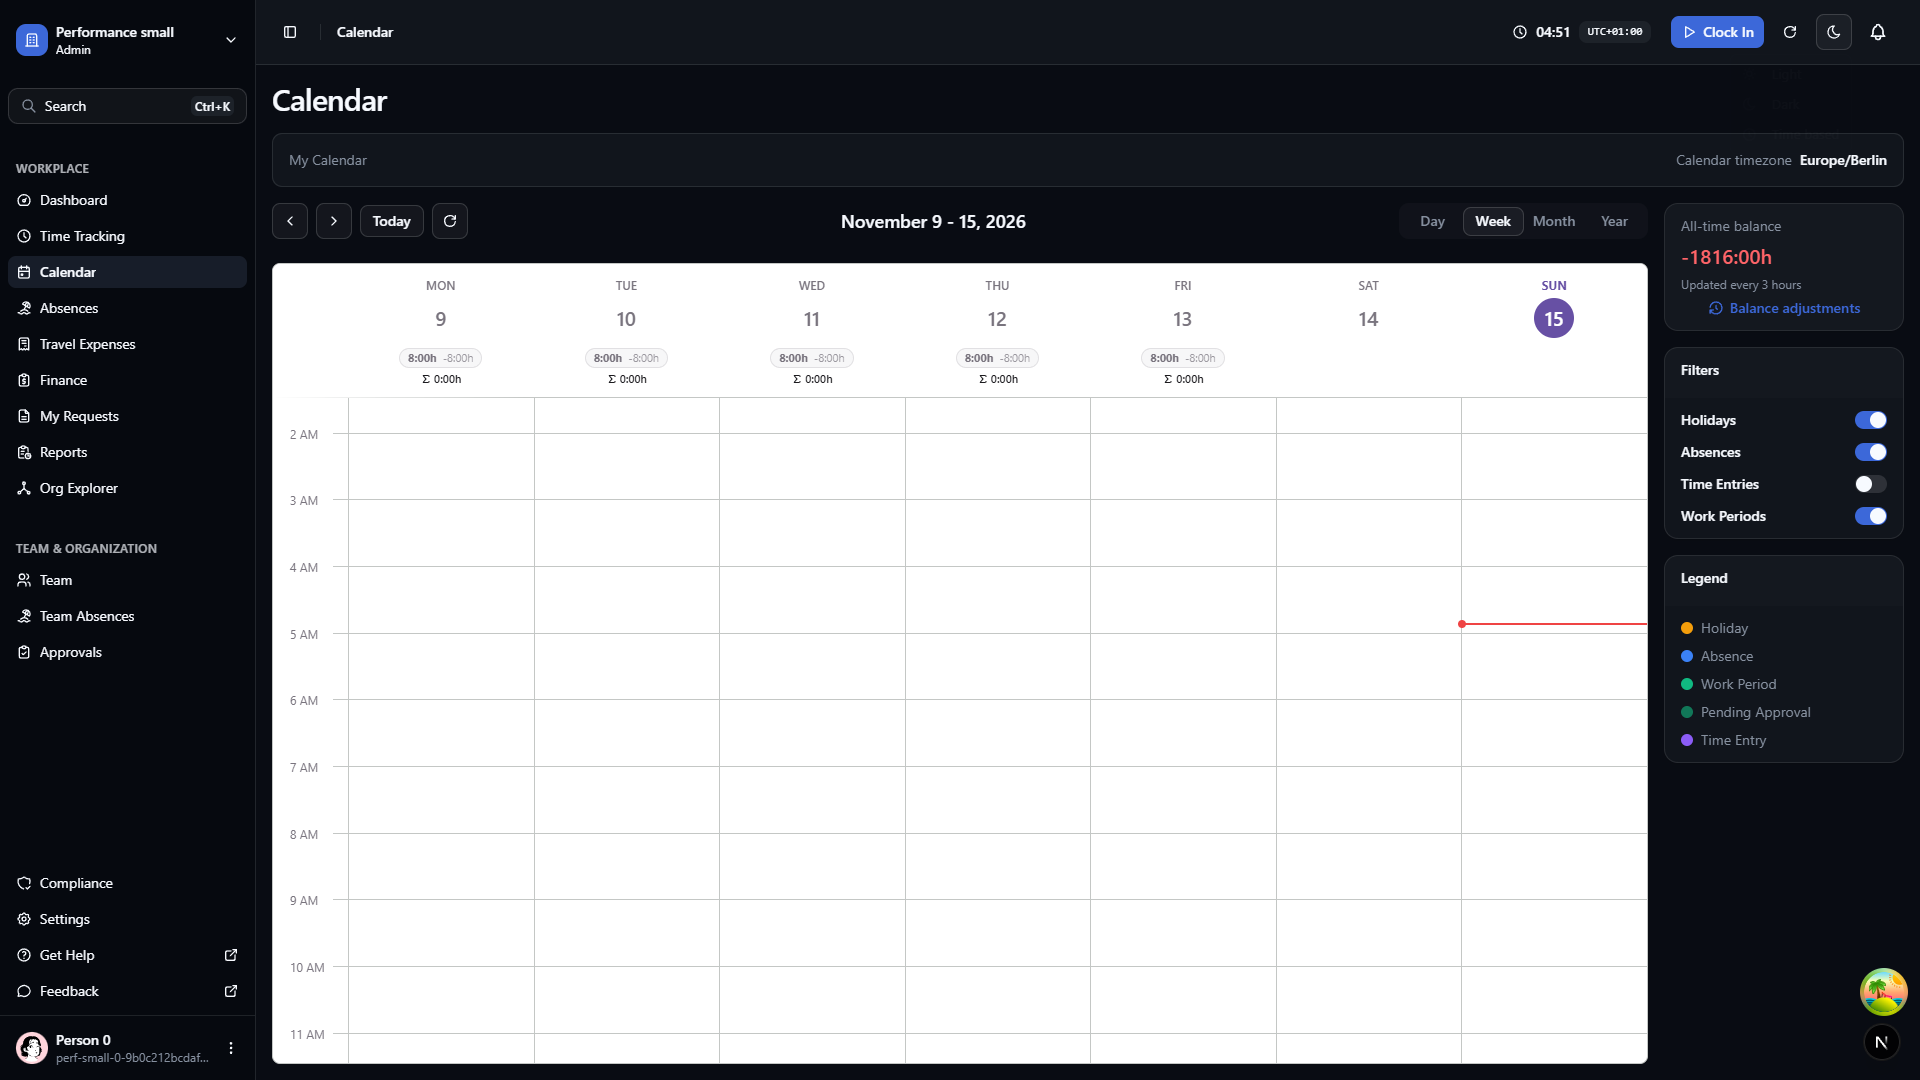 Performance small
Admin
Search
Ctrl+K
WORKPLACE
Dashboard
Time Tracking
Calendar
Absences
Travel Expenses
Finance
My Requests
Reports
Org Explorer
TEAM & ORGANIZATION
Team
Team Absences
Approvals
Compliance
Settings
Get Help
Feedback
Person 0
perf-small-0-9b0c212bcdaf...
Calendar
04:51 UTC+01:00
Clock In
Calendar
My Calendar
Calendar timezone Europe/Berlin
Today
November 9 - 15, 2026
Day Week Month Year
MON TUE WED THU FRI SAT SUN
9 10 11 12 13 14 15
8:00h -8:00h 8:00h -8:00h 8:00h -8:00h 8:00h -8:00h 8:00h -8:00h
Σ 0:00h Σ 0:00h Σ 0:00h Σ 0:00h Σ 0:00h
2 AM
3 AM
4 AM
5 AM
6 AM
7 AM
8 AM
9 AM
10 AM
11 AM
All-time balance
-1816:00h
Updated every 3 hours
Balance adjustments
Filters
Holidays
Absences
Time Entries
Work Periods
Legend
Holiday
Absence
Work Period
Pending Approval
Time Entry
N